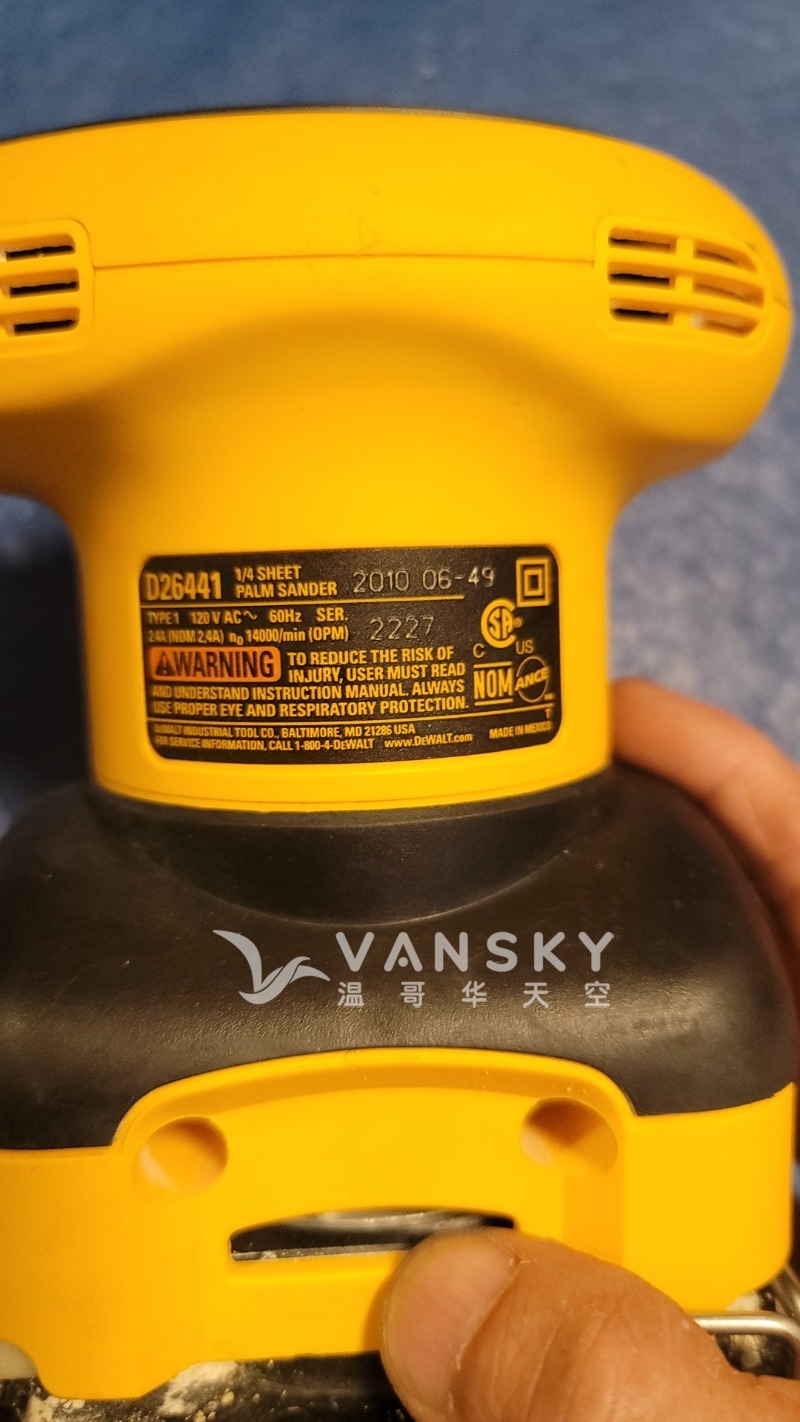 D26441 1/4 SHEET PALM SANDER 2010 06-49
TYPE 1 120 V AC ~ 60Hz SER.
2.4A (NOM 2,4A) n0 14000/min (OPM) 2227
⚠WARNING TO REDUCE THE RISK OF
INJURY, USER MUST READ
AND UNDERSTAND INSTRUCTION MANUAL. ALWAYS
USE PROPER EYE AND RESPIRATORY PROTECTION.
DEWALT INDUSTRIAL TOOL CO., BALTIMORE, MD 21286 USA
FOR SERVICE INFORMATION, CALL 1-800-4-DEWALT www.DEWALT.com MADE IN MEXICO
SA®
C US
NOM ANCE
VANSKY
温哥华天空